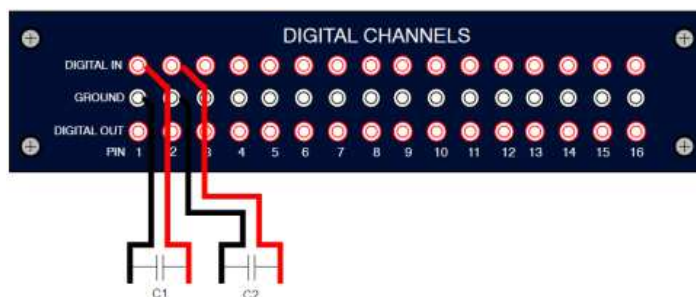 DIGITAL CHANNELS
DIGITAL IN
GROUND
DIGITAL OUT
PIN 1 2 3 4 5 6 7 8 9 10 11 12 13 14 15 16
C1 C2